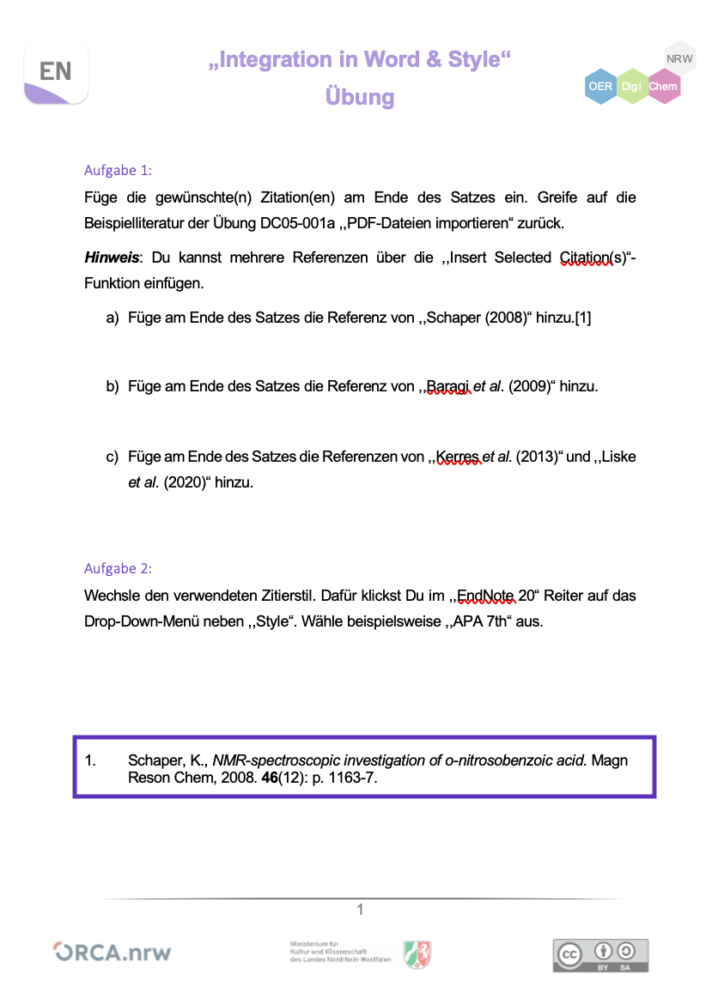 EN
„Integration in Word & Style“
Übung
NRW
OER Digi Chem
Aufgabe 1:
Füge die gewünschte(n) Zitation(en) am Ende des Satzes ein. Greife auf die
Beispielliteratur der Übung DC05-001a ,,PDF-Dateien importieren“ zurück.
Hinweis: Du kannst mehrere Referenzen über die ,,Insert Selected Citation(s)“-
Funktion einfügen.
a) Füge am Ende des Satzes die Referenz von ,,Schaper (2008)“ hinzu.[1]
b) Füge am Ende des Satzes die Referenz von ,,Baragi et al. (2009)“ hinzu.
c) Füge am Ende des Satzes die Referenzen von ,,Kerres et al. (2013)“ und ,,Liske
et al. (2020)“ hinzu.
Aufgabe 2:
Wechsle den verwendeten Zitierstil. Dafür klickst Du im ,,EndNote 20“ Reiter auf das
Drop-Down-Menü neben ,,Style“. Wähle beispielsweise ,,APA 7th“ aus.
1. Schaper, K., NMR-spectroscopic investigation of o-nitrosobenzoic acid. Magn
Reson Chem, 2008. 46(12): p. 1163-7.
1
ORCA.nrw
Ministerium für
Kultur und Wissenschaft
des Landes Nordrhein-Westfalen
cc
BY SA